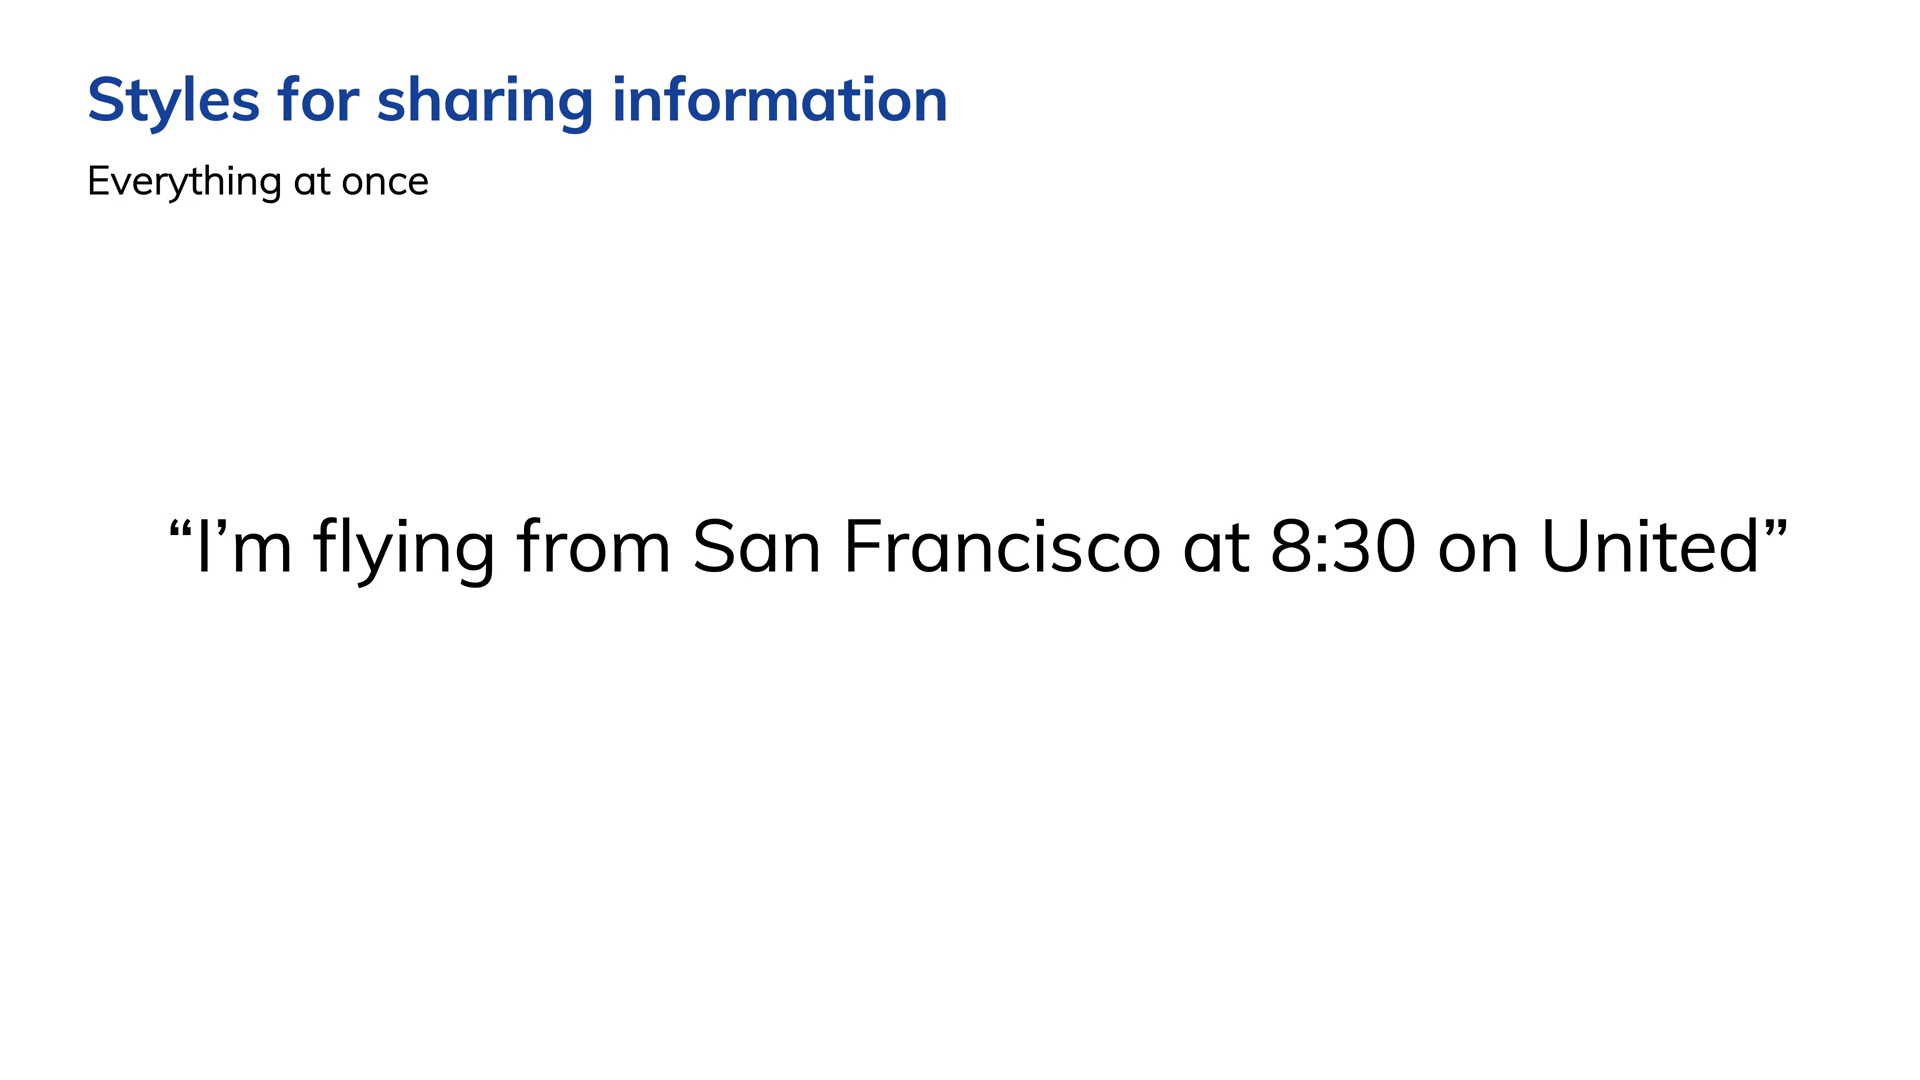 Styles for sharing information
Everything at once
“I’m flying from San Francisco at 8:30 on United”